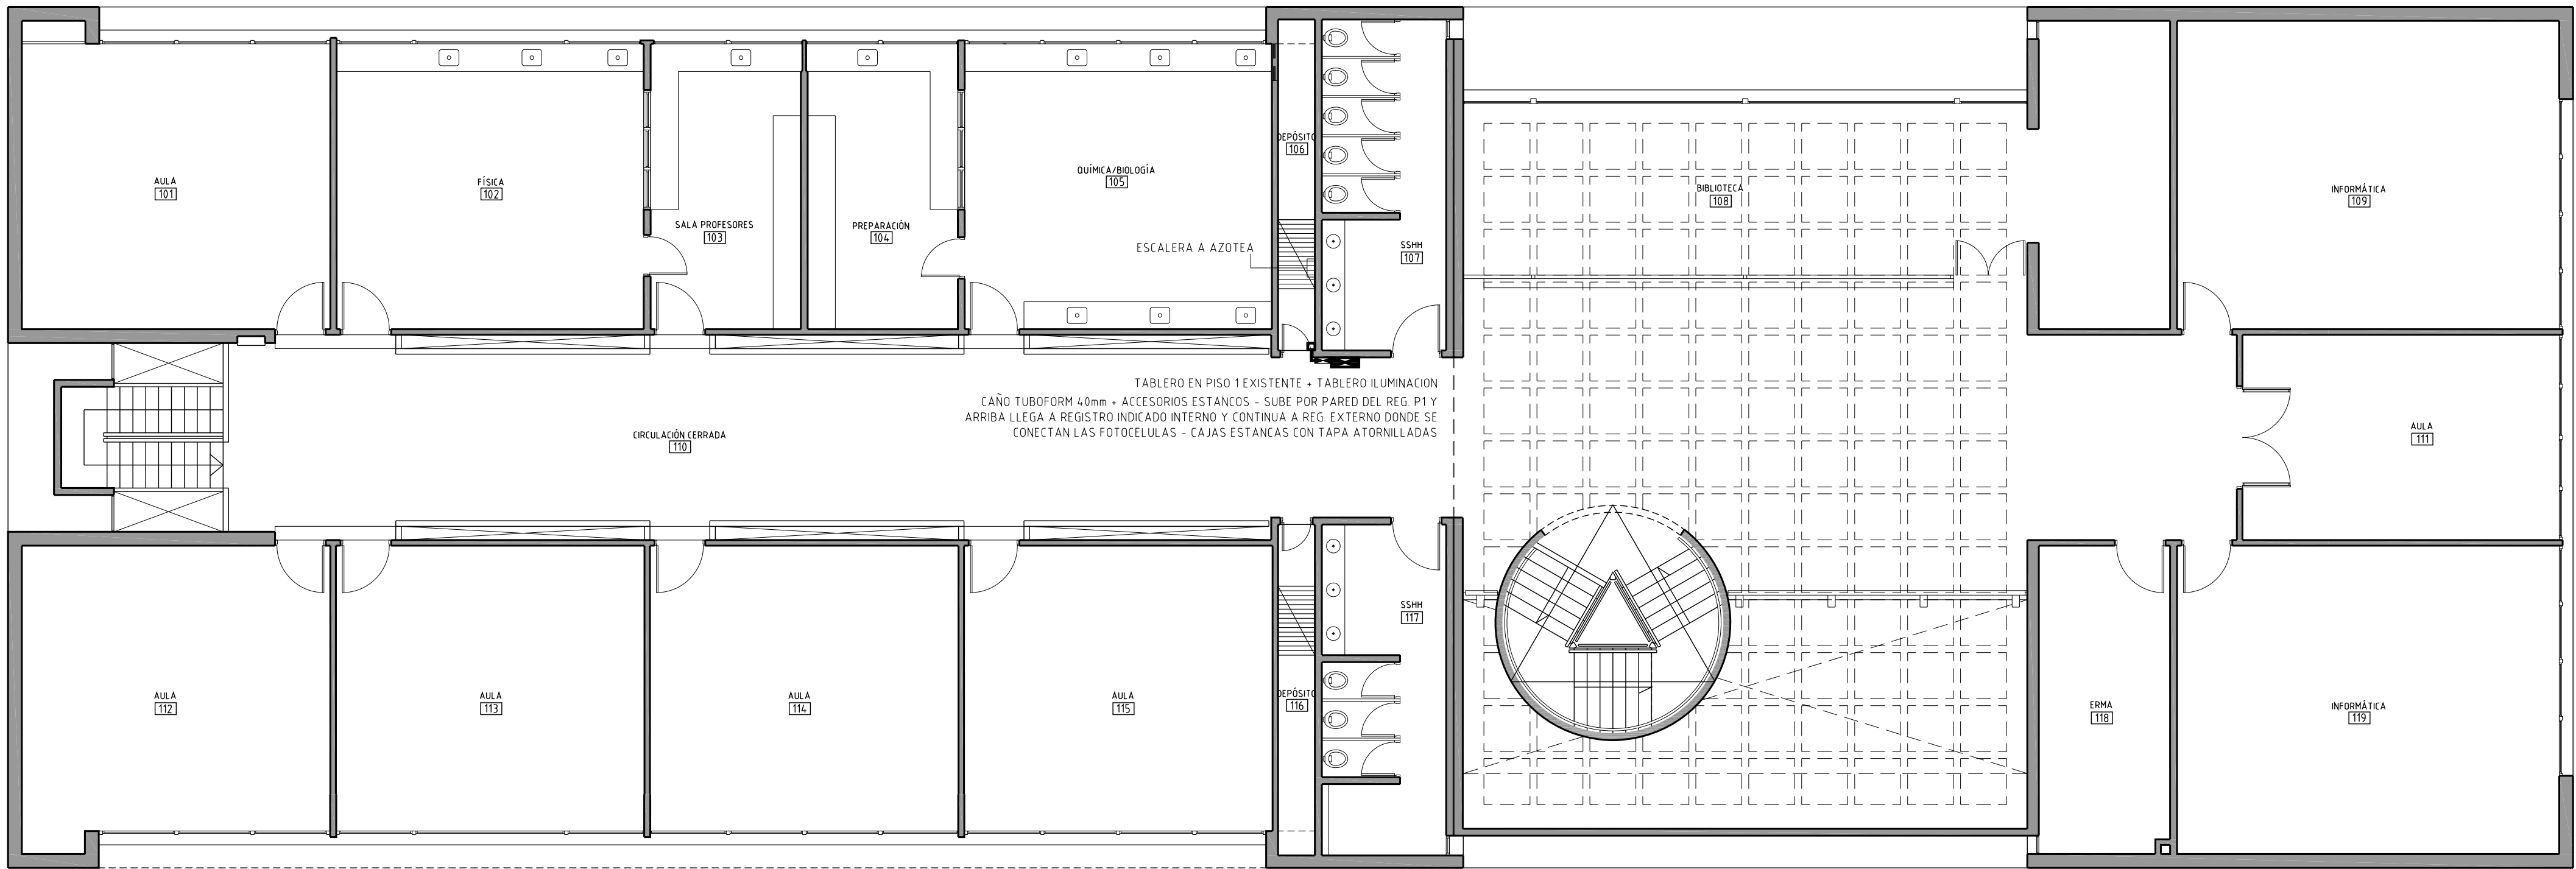 AULA
101
FÍSICA
102
SALA PROFESORES
103
PREPARACIÓN
104
QUÍMICA/BIOLOGÍA
105
DEPÓSITO
106
ESCALERA A AZOTEA
SSHH
107
BIBLIOTECA
108
INFORMÁTICA
109
TABLERO EN PISO 1 EXISTENTE + TABLERO ILUMINACION
CAÑO TUBOFORM 40mm + ACCESORIOS ESTANCOS - SUBE POR PARED DEL REG. P1 Y
ARRIBA LLEGA A REGISTRO INDICADO INTERNO Y CONTINUA A REG. EXTERNO DONDE SE
CONECTAN LAS FOTOCELULAS - CAJAS ESTANCAS CON TAPA ATORNILLADAS
CIRCULACIÓN CERRADA
110
AULA
111
AULA
112
AULA
113
AULA
114
AULA
115
DEPÓSITO
116
SSHH
117
ERMA
118
INFORMÁTICA
119